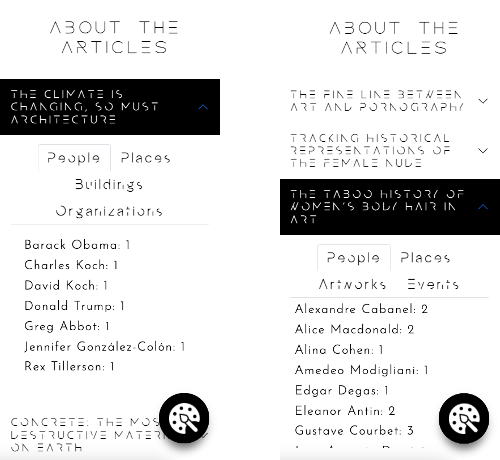 ABOUT THE
ARTICLES
THE CLIMATE IS
CHANGING, SO MUST
ARCHITECTURE
People Places
Buildings
Organizations
Barack Obama: 1
Charles Koch: 1
David Koch: 1
Donald Trump: 1
Greg Abbot: 1
Jennifer González-Colón: 1
Rex Tillerson: 1
CONCRETE: THE MOS
DESTRUCTIVE MATERI
ON EARTH
ABOUT THE
ARTICLES
THE FINE LINE BETWEEN
ART AND PORNOGRAPHY
TRACKING HISTORICAL
REPRESENTATIONS OF
THE FEMALE NUDE
THE TABOO HISTORY OF
WOMEN'S BODY HAIR IN
ART
People Places
Artworks Events
Alexandre Cabanel: 2
Alice Macdonald: 2
Alina Cohen: 1
Amedeo Modigliani: 1
Edgar Degas: 1
Eleanor Antin: 2
Gustave Courbet: 3